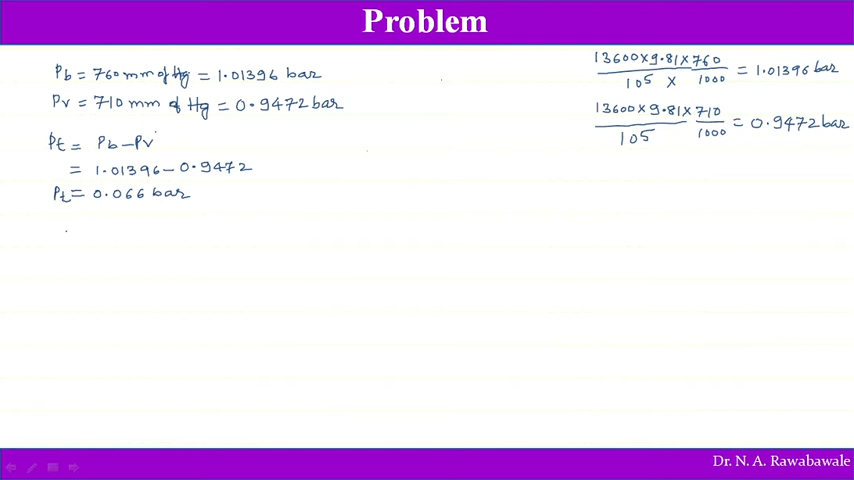 Problem
Pb = 760 mm of Hg = 1.01396 bar
Pv = 710 mm of Hg = 0.9472 bar
Pt = Pb - Pv
= 1.01396 - 0.9472
Pt = 0.066 bar
13600 x 9.81 x 760
105 x 1000 = 1.01396 bar
13600 x 9.81 x 710
105 1000 = 0.9472 bar
Dr. N. A. Rawabawale